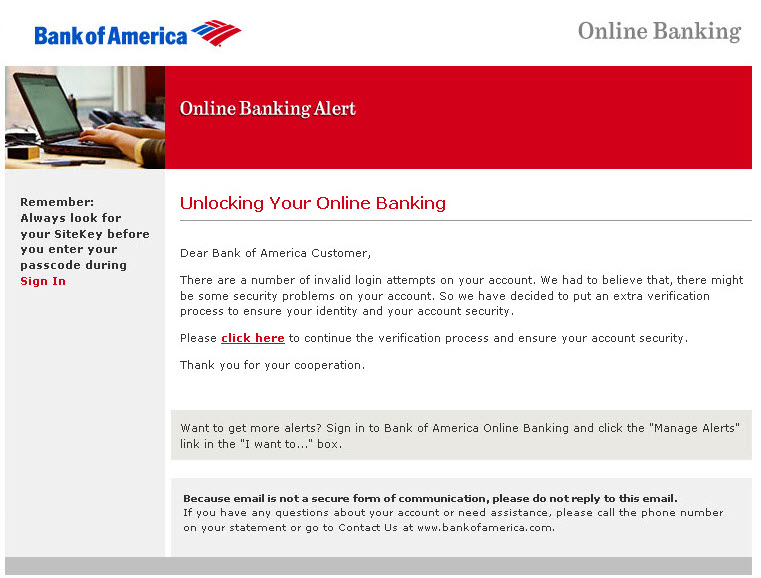 Bank of America
Online Banking
Online Banking Alert
Remember:
Always look for
your SiteKey before
you enter your
passcode during
Sign In
Unlocking Your Online Banking
Dear Bank of America Customer,
There are a number of invalid login attempts on your account. We had to believe that, there might
be some security problems on your account. So we have decided to put an extra verification
process to ensure your identity and your account security.
Please click here to continue the verification process and ensure your account security.
Thank you for your cooperation.
Want to get more alerts? Sign in to Bank of America Online Banking and click the "Manage Alerts"
link in the "I want to..." box.
Because email is not a secure form of communication, please do not reply to this email.
If you have any questions about your account or need assistance, please call the phone number
on your statement or go to Contact Us at www.bankofamerica.com.